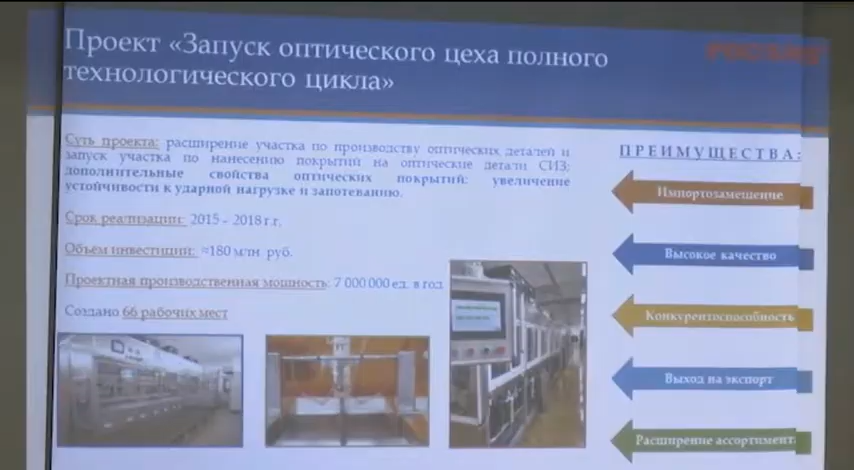 Проект «Запуск оптического цеха полного
технологического цикла»
РОСОМЗ
Суть проекта: расширение участка по производству оптических деталей и
запуск участка по нанесению покрытий на оптические детали СИЗ:
дополнительные свойства оптических покрытий: увеличение
устойчивости к ударной нагрузке и запотеванию.
Срок реализации: 2015 – 2018 г.г.
Объем инвестиций: ≈180 млн. руб.
Проектная производственная мощность: 7 000 000 ед. в год
Создано 66 рабочих мест
ПРЕИМУЩЕСТВА:
Импортозамещение
Высокое качество
Конкурентоспособность
Выход на экспорт
Расширение ассортимента